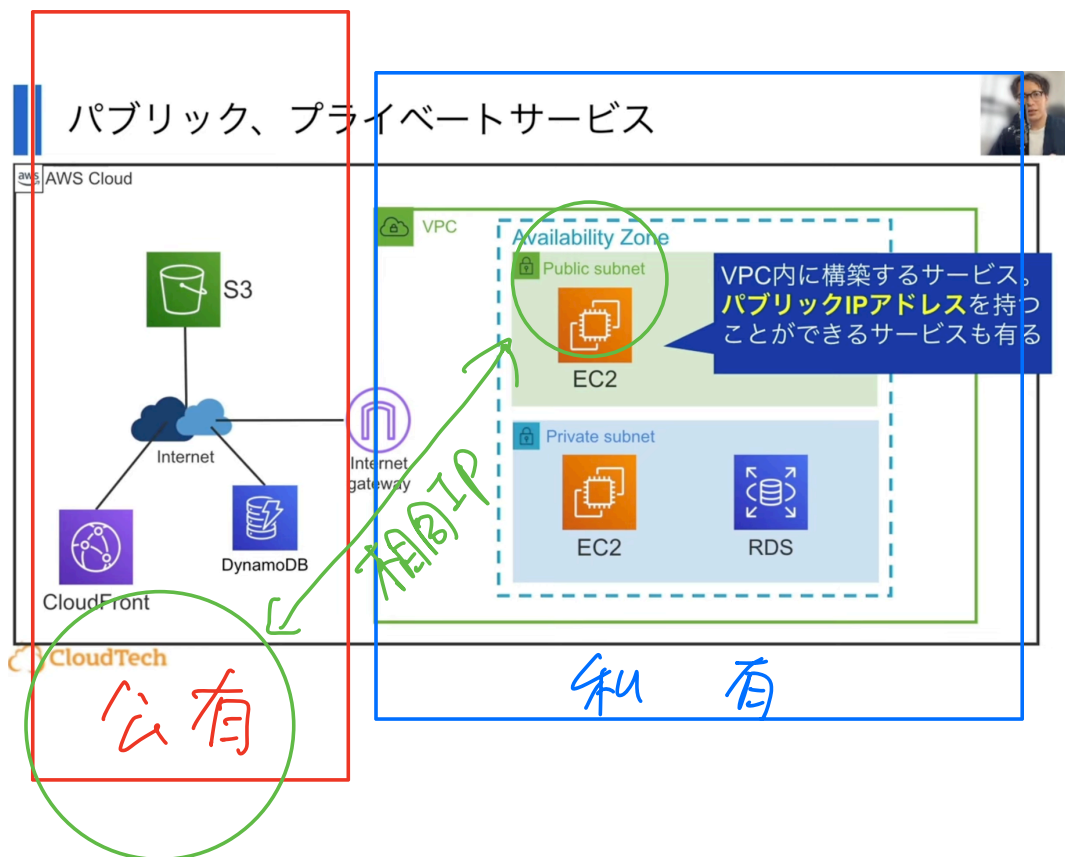 パブリック、プライベートサービス
aws
AWS Cloud
VPC
Availability Zone
Public subnet
VPC内に構築するサービス。
パブリックIPアドレスを持つ
ことができるサービスも有る
S3
EC2
Internet
Internet
gateway
Private subnet
相同IP
EC2
RDS
DynamoDB
CloudFront
CloudTech
公有
私有